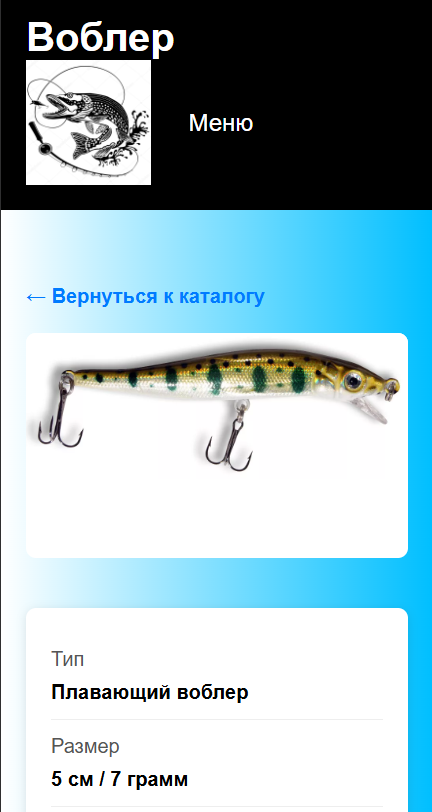 Воблер
Меню
← Вернуться к каталогу
Тип
Плавающий воблер
Размер
5 см / 7 грамм